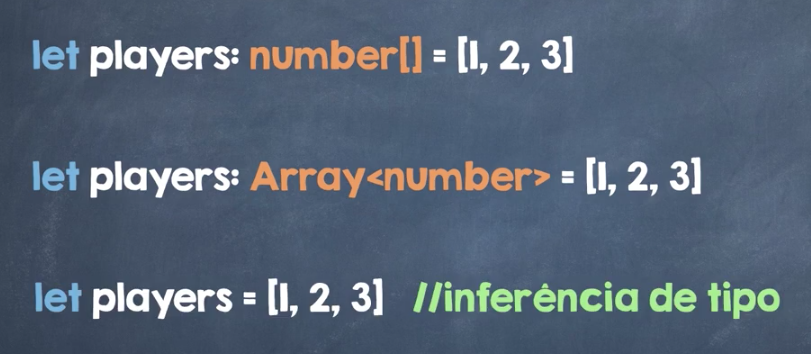 let players: number[] = [1, 2, 3]
let players: Array<number> = [1, 2, 3]
let players = [1, 2, 3] //inferência de tipo